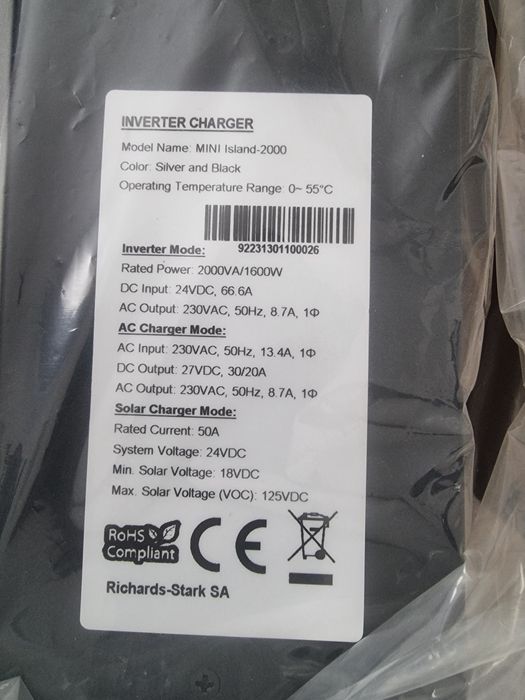 INVERTER CHARGER
Model Name: MINI Island-2000
Color: Silver and Black
Operating Temperature Range: 0~ 55°C
92231301100026
Inverter Mode:
Rated Power: 2000VA/1600W
DC Input: 24VDC, 66.6A
AC Output: 230VAC, 50Hz, 8.7A, 1Φ
AC Charger Mode:
AC Input: 230VAC, 50Hz, 13.4A, 1Φ
DC Output: 27VDC, 30/20A
AC Output: 230VAC, 50Hz, 8.7A, 1Φ
Solar Charger Mode:
Rated Current: 50A
System Voltage: 24VDC
Min. Solar Voltage: 18VDC
Max. Solar Voltage (VOC): 125VDC
RoHS
Compliant
CE
Richards-Stark SA